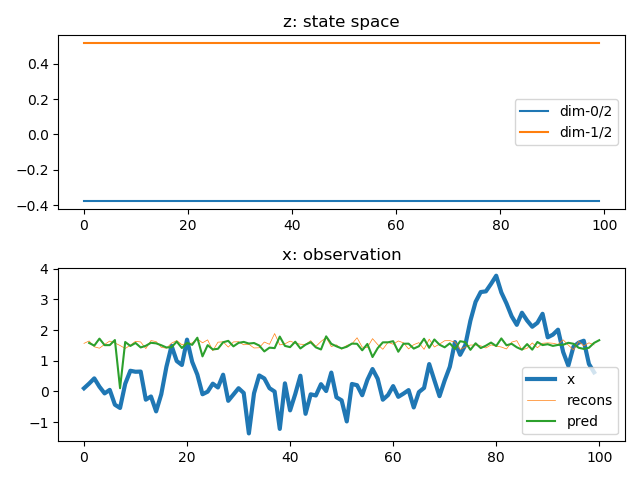 z: state space
0.4
0.2
0.0
−0.2
−0.4
dim-0/2
dim-1/2
0 20 40 60 80 100
x: observation
4
3
2
1
0
−1
x
recons
pred
0 20 40 60 80 100